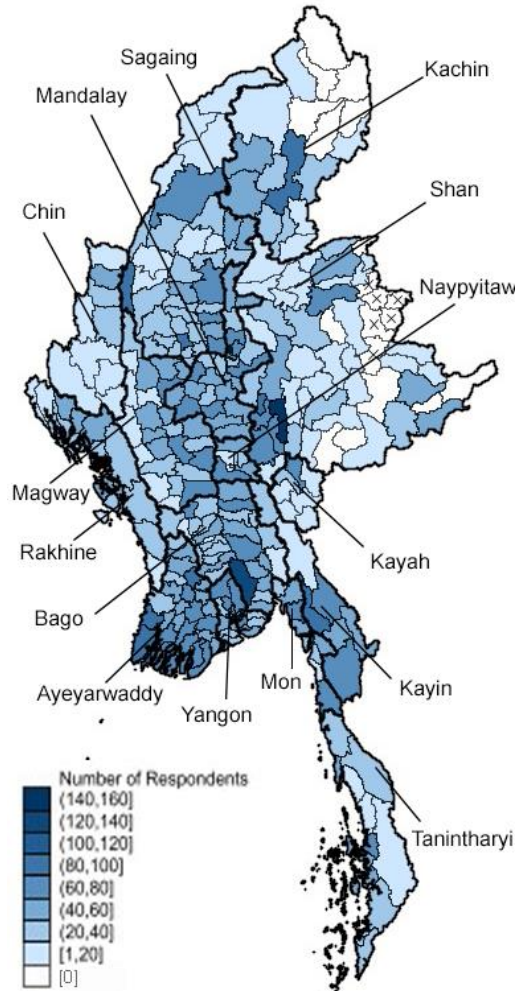 Sagaing
Kachin
Mandalay
Shan
Chin
Naypyitaw
Magway
Rakhine
Kayah
Bago
Mon
Kayin
Ayeyarwaddy
Yangon
Tanintharyi
Number of Respondents
(140,160]
(120,140]
(100,120]
(80,100]
(60,80]
(40,60]
(20,40]
[1,20]
[0]